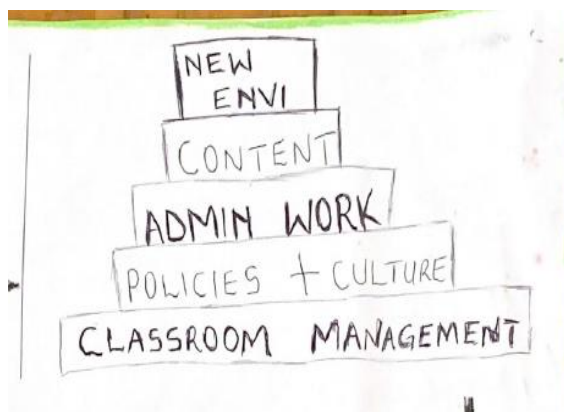 NEW
ENVI
CONTENT
ADMIN WORK
POLICIES + CULTURE
CLASSROOM MANAGEMENT